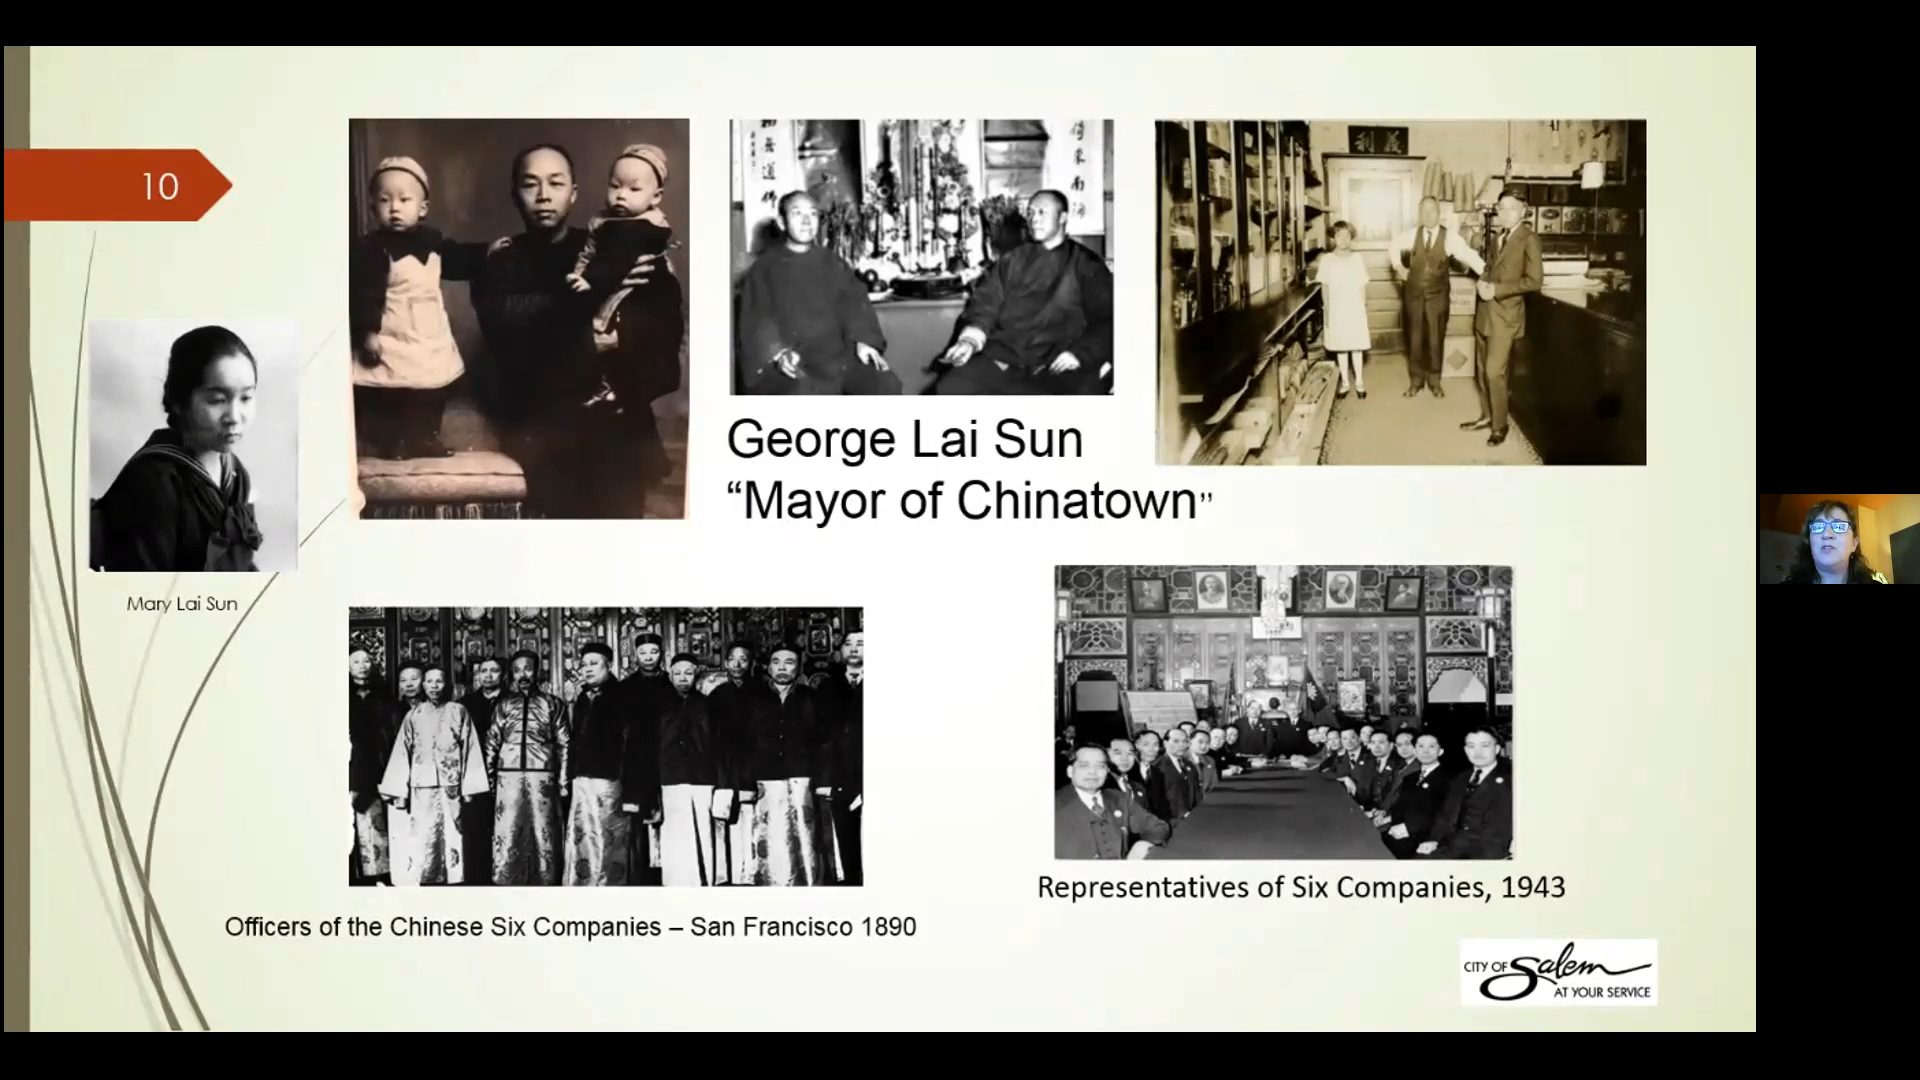 10
George Lai Sun
“Mayor of Chinatown”
Mary Lai Sun
Representatives of Six Companies, 1943
Officers of the Chinese Six Companies – San Francisco 1890
CITY OF Salem
AT YOUR SERVICE